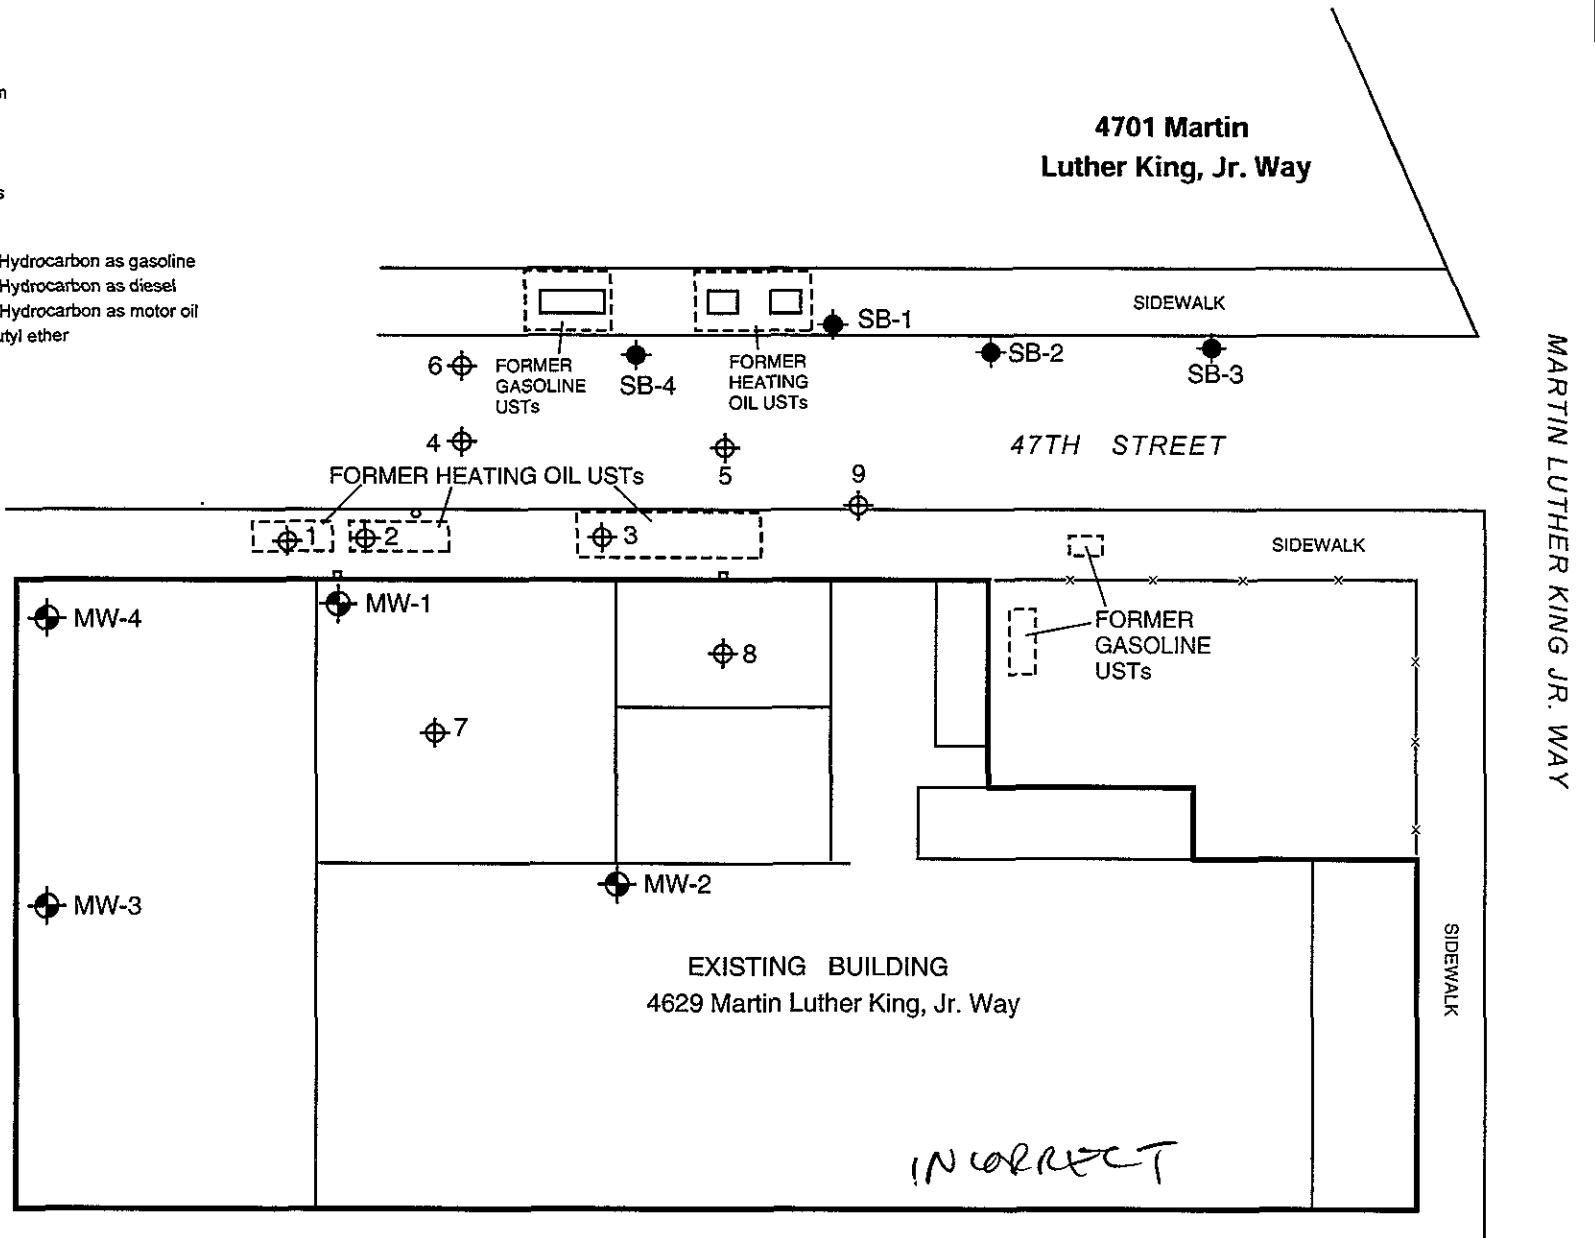 4701 Martin
Luther King, Jr. Way
Hydrocarbon as gasoline
Hydrocarbon as diesel
Hydrocarbon as motor oil
utyl ether
SIDEWALK
SB-1
SB-2
SB-3
SB-4
6
FORMER
GASOLINE
USTs
FORMER
HEATING
OIL USTs
4
5
47TH STREET
9
FORMER HEATING OIL USTs
1
2
3
SIDEWALK
MARTIN LUTHER KING JR. WAY
MW-4
MW-1
8
FORMER
GASOLINE
USTs
7
MW-2
MW-3
EXISTING BUILDING
4629 Martin Luther King, Jr. Way
SIDEWALK
INCORRECT